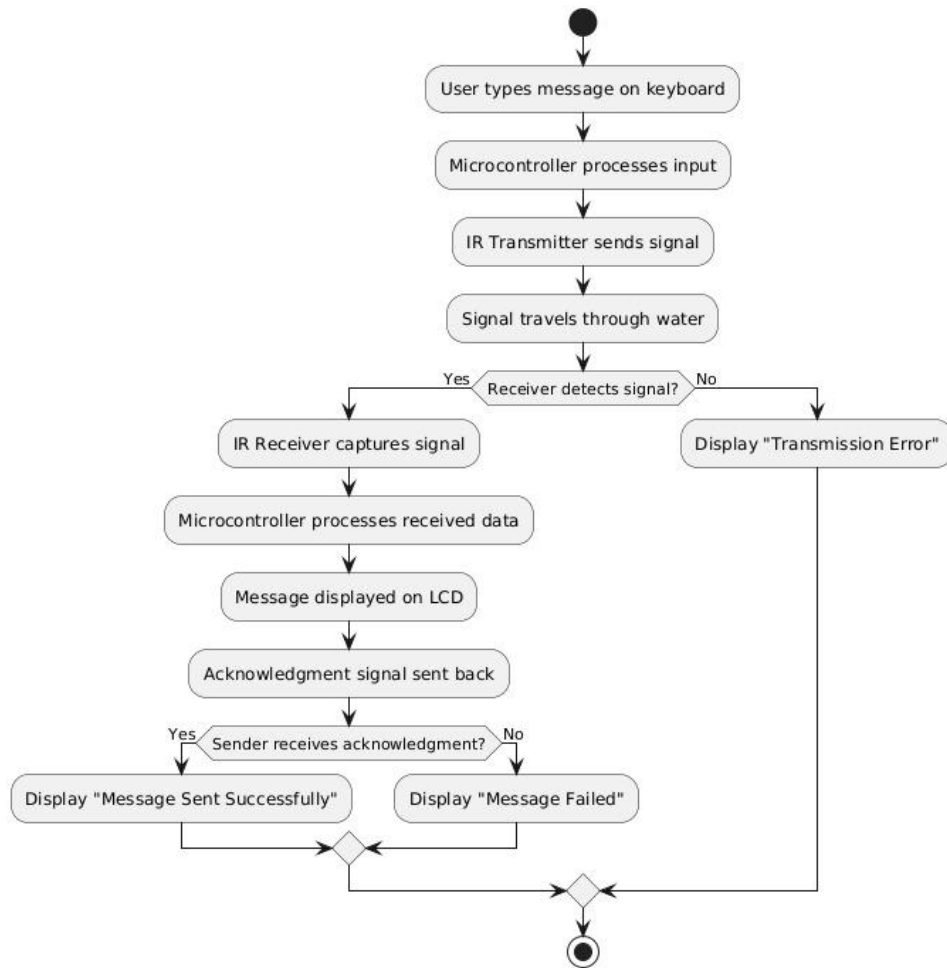 User types message on keyboard
Microcontroller processes input
IR Transmitter sends signal
Signal travels through water
Yes
Receiver detects signal?
No
IR Receiver captures signal
Display "Transmission Error"
Microcontroller processes received data
Message displayed on LCD
Acknowledgment signal sent back
Yes
Sender receives acknowledgment?
No
Display "Message Sent Successfully"
Display "Message Failed"